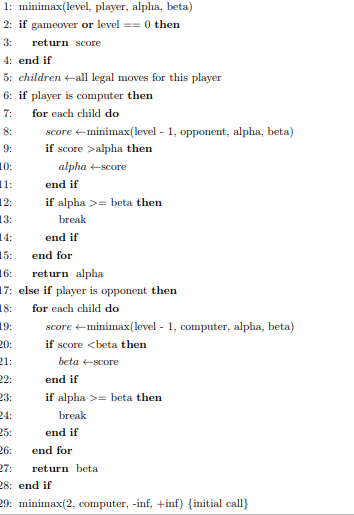 1: minimax(level, player, alpha, beta)
2: if gameover or level == 0 then
3: return score
4: end if
5: children ←all legal moves for this player
6: if player is computer then
7: for each child do
8: score ←minimax(level - 1, opponent, alpha, beta)
9: if score >alpha then
10: alpha ←score
11: end if
12: if alpha >= beta then
13: break
14: end if
15: end for
16: return alpha
17: else if player is opponent then
18: for each child do
19: score ←minimax(level - 1, computer, alpha, beta)
20: if score <beta then
21: beta ←score
22: end if
23: if alpha >= beta then
24: break
25: end if
26: end for
27: return beta
28: end if
29: minimax(2, computer, -inf, +inf) {initial call}